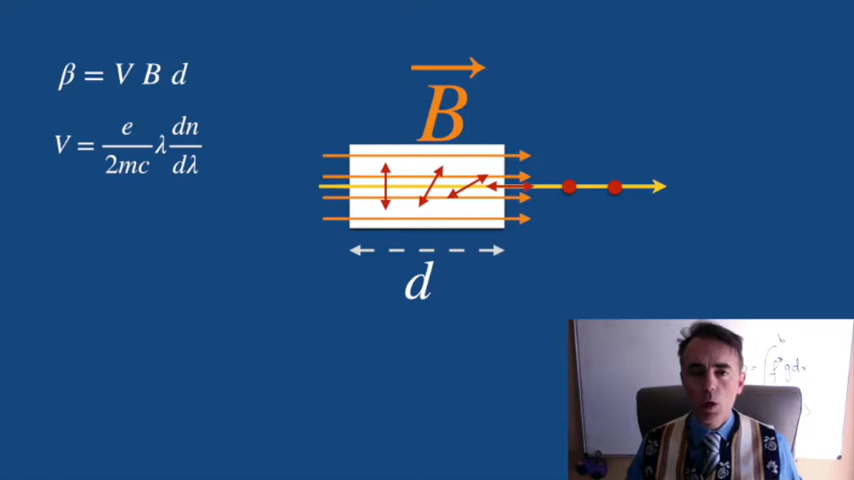 β = V B d
V = e/2mc λ dn/dλ
B
d
b